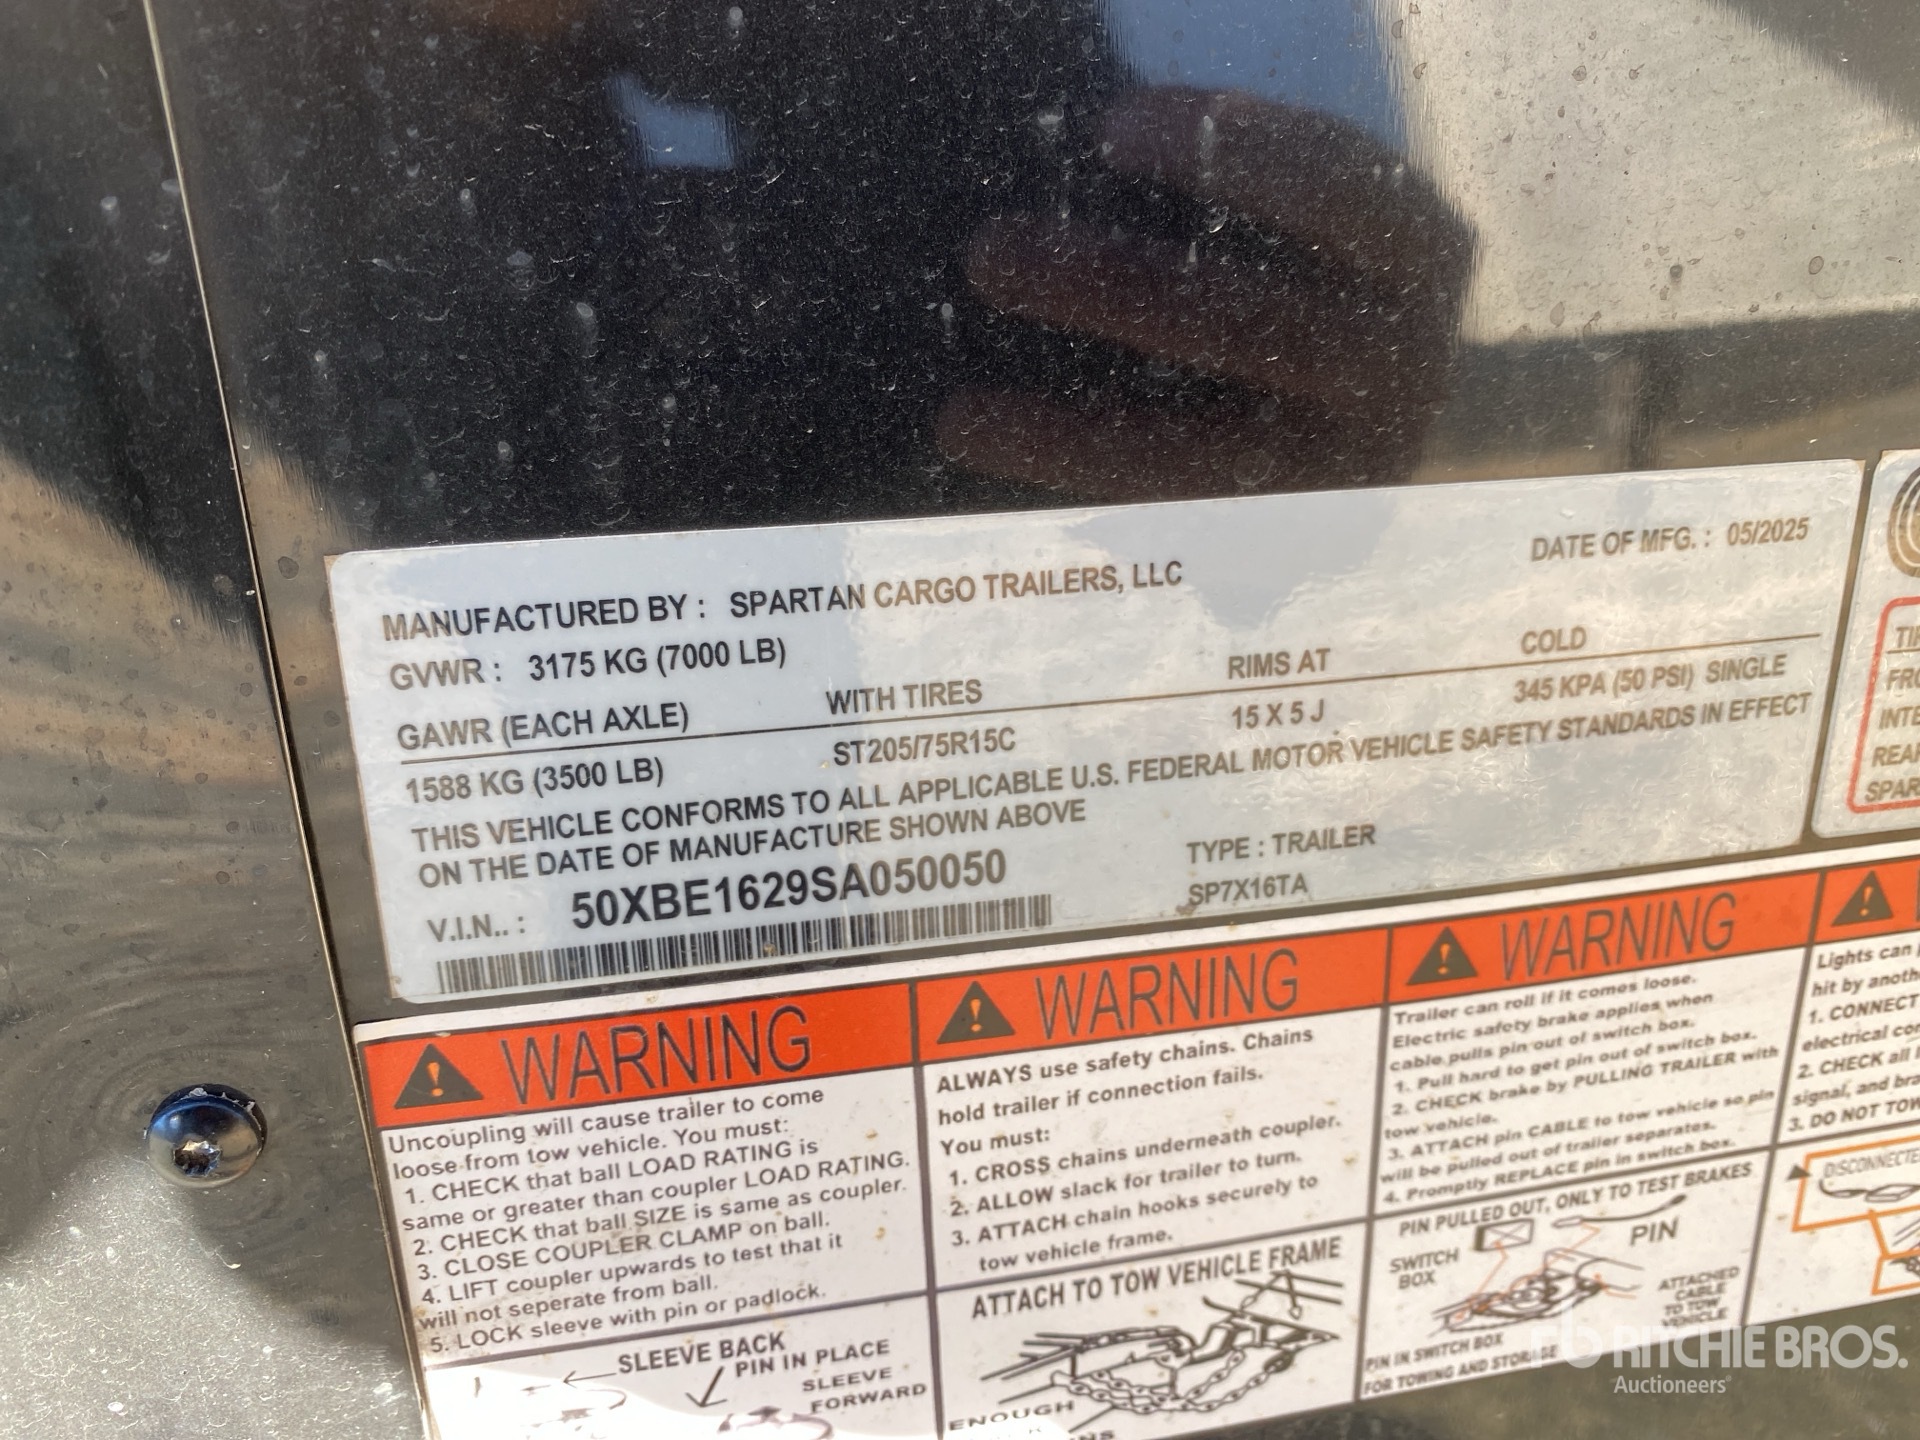 MANUFACTURED BY : SPARTAN CARGO TRAILERS, LLC
DATE OF MFG. : 05/2025
GVWR : 3175 KG (7000 LB)
GAWR (EACH AXLE) WITH TIRES RIMS AT COLD
1588 KG (3500 LB) ST205/75R15C 15 X 5 J 345 KPA (50 PSI) SINGLE
THIS VEHICLE CONFORMS TO ALL APPLICABLE U.S. FEDERAL MOTOR VEHICLE SAFETY STANDARDS IN EFFECT
ON THE DATE OF MANUFACTURE SHOWN ABOVE
V.I.N.. : 50XBE1629SA050050
TYPE : TRAILER
SP7X16TA
WARNING
Uncoupling will cause trailer to come
loose from tow vehicle. You must:
1. CHECK that ball LOAD RATING is
same or greater than coupler LOAD RATING.
2. CHECK that ball SIZE is same as coupler.
3. CLOSE COUPLER CLAMP on ball.
4. LIFT coupler upwards to test that it
will not seperate from ball.
5. LOCK sleeve with pin or padlock.
SLEEVE BACK
PIN IN PLACE
SLEEVE
FORWARD
WARNING
ALWAYS use safety chains. Chains
hold trailer if connection fails.
You must:
1. CROSS chains underneath coupler.
2. ALLOW slack for trailer to turn.
3. ATTACH chain hooks securely to
tow vehicle frame.
ATTACH TO TOW VEHICLE FRAME
ENOUGH
WARNING
Trailer can roll if it comes loose.
Electric safety brake applies when
cable pulls pin out of switch box.
1. Pull hard to get pin out of switch box.
2. CHECK brake by PULLING TRAILER with
tow vehicle.
3. ATTACH pin CABLE to tow vehicle so pin
will be pulled out of trailer separates.
4. Promptly REPLACE pin in switch box.
PIN PULLED OUT, ONLY TO TEST BRAKES
SWITCH
BOX
PIN
ATTACHED
CABLE
TO TOW
VEHICLE
PIN IN SWITCH BOX
FOR TOWING AND STORAGE
Lights can
hit by
1. CONNECT
electrical
2. CHECK all
signal, and
3. DO NOT TOW
DISCONNECTED
RITCHIE BROS.
Auctioneers